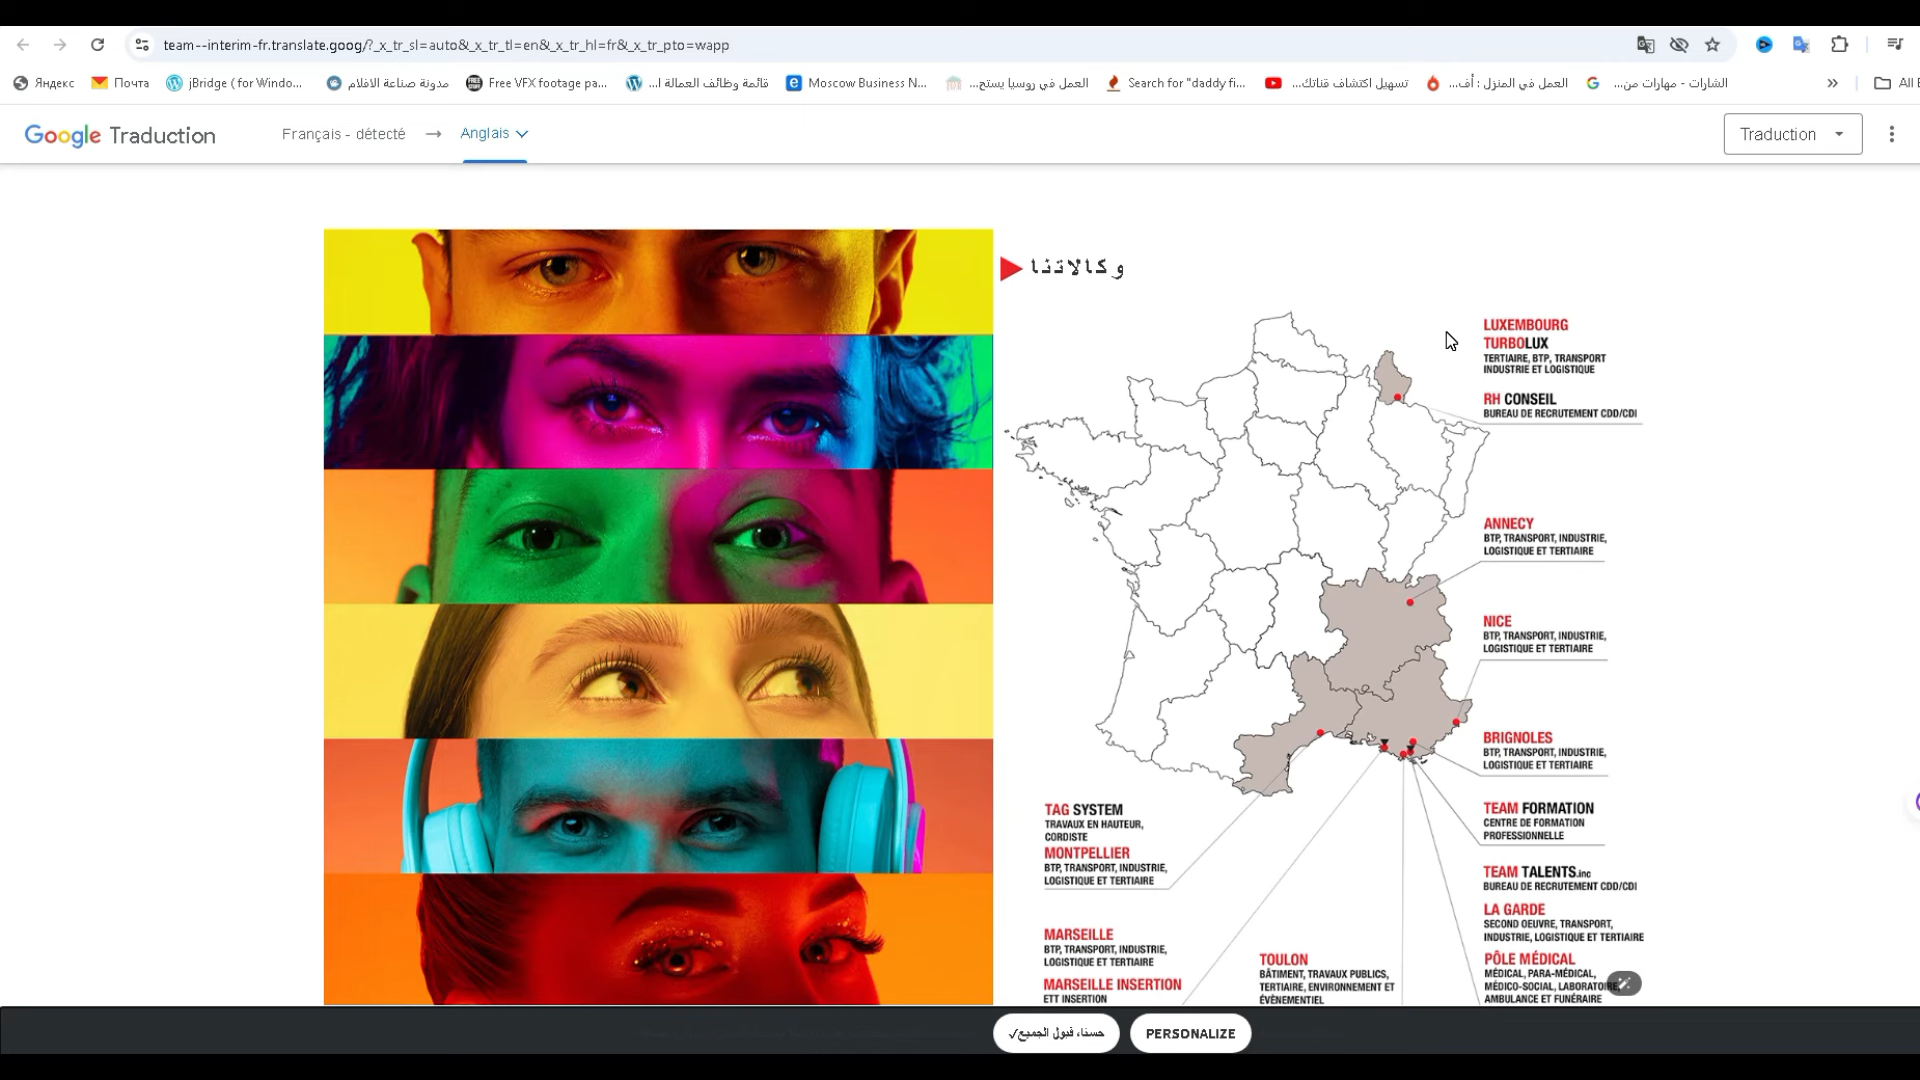 team--interim-fr.translate.goog/?_x_tr_sl=auto&_x_tr_tl=en&_x_tr_hl=fr&_x_tr_pto=wapp
Яндекс
Почта
jBridge ( for Windo...
مدونة صناعة الافلام
Free VFX footage pa...
قائمة وظائف العمالة ا...
Moscow Business N...
العمل في روسيا يستح...
Search for "daddy fi...
تسهيل اكتشاف قناتك...
العمل في المنزل : أف...
الشارات - مهارات من...
»
Google Traduction
Français - détecté → Anglais
Traduction
وكالاتنا
LUXEMBOURG
TURBOLUX
TERTIAIRE, BTP, TRANSPORT
INDUSTRIE ET LOGISTIQUE
RH CONSEIL
BUREAU DE RECRUTEMENT CDD/CDI
ANNECY
BTP, TRANSPORT, INDUSTRIE,
LOGISTIQUE ET TERTIAIRE
NICE
BTP, TRANSPORT, INDUSTRIE,
LOGISTIQUE ET TERTIAIRE
BRIGNOLES
BTP, TRANSPORT, INDUSTRIE,
LOGISTIQUE ET TERTIAIRE
TEAM FORMATION
CENTRE DE FORMATION
PROFESSIONNELLE
TEAM TALENTS.inc
BUREAU DE RECRUTEMENT CDD/CDI
LA GARDE
SECOND OEUVRE, TRANSPORT,
INDUSTRIE, LOGISTIQUE ET TERTIAIRE
PÔLE MÉDICAL
MÉDICAL, PARA-MÉDICAL,
MÉDICO-SOCIAL, LABORATOIRE,
AMBULANCE ET FUNÉRAIRE
TAG SYSTEM
TRAVAUX EN HAUTEUR,
CORDISTE
MONTPELLIER
BTP, TRANSPORT, INDUSTRIE,
LOGISTIQUE ET TERTIAIRE
MARSEILLE
BTP, TRANSPORT, INDUSTRIE,
LOGISTIQUE ET TERTIAIRE
MARSEILLE INSERTION
ETT INSERTION
TOULON
BÂTIMENT, TRAVAUX PUBLICS,
TERTIAIRE, ENVIRONNEMENT ET
ÉVÈNEMENTIEL
✓حسنا، قبول الجميع
PERSONALIZE